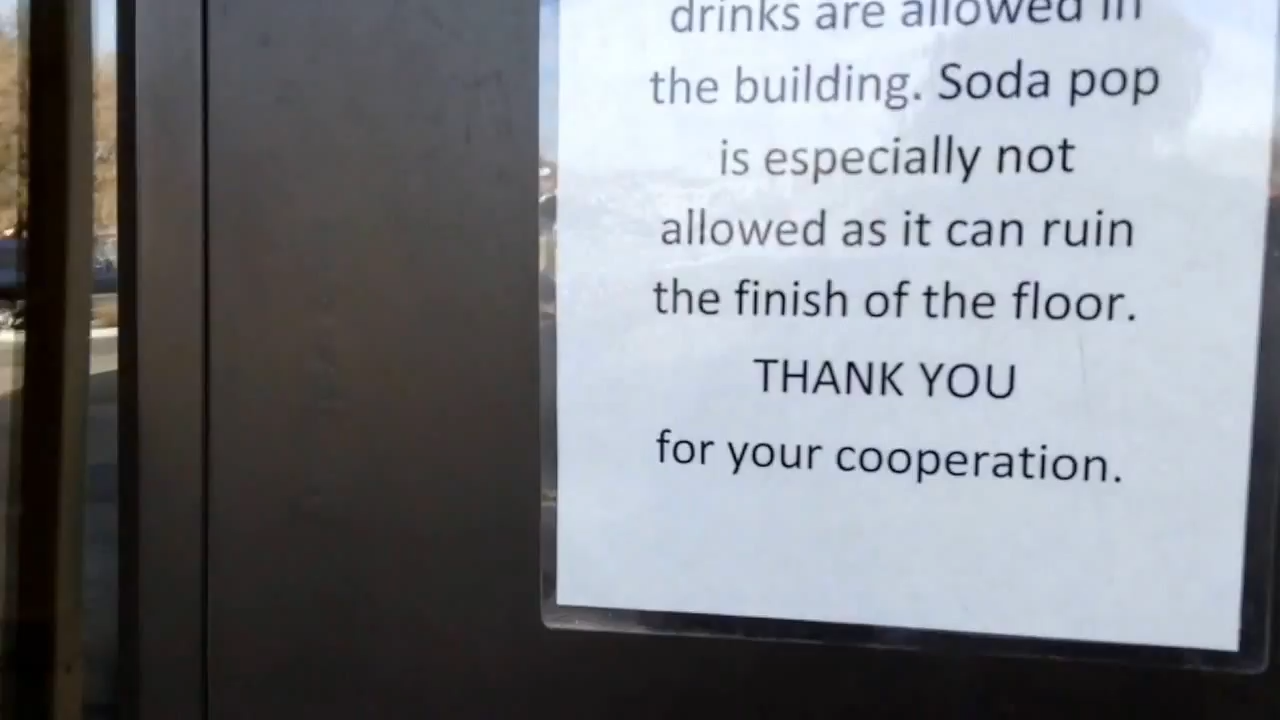 drinks are allowed in
the building. Soda pop
is especially not
allowed as it can ruin
the finish of the floor.
THANK YOU
for your cooperation.